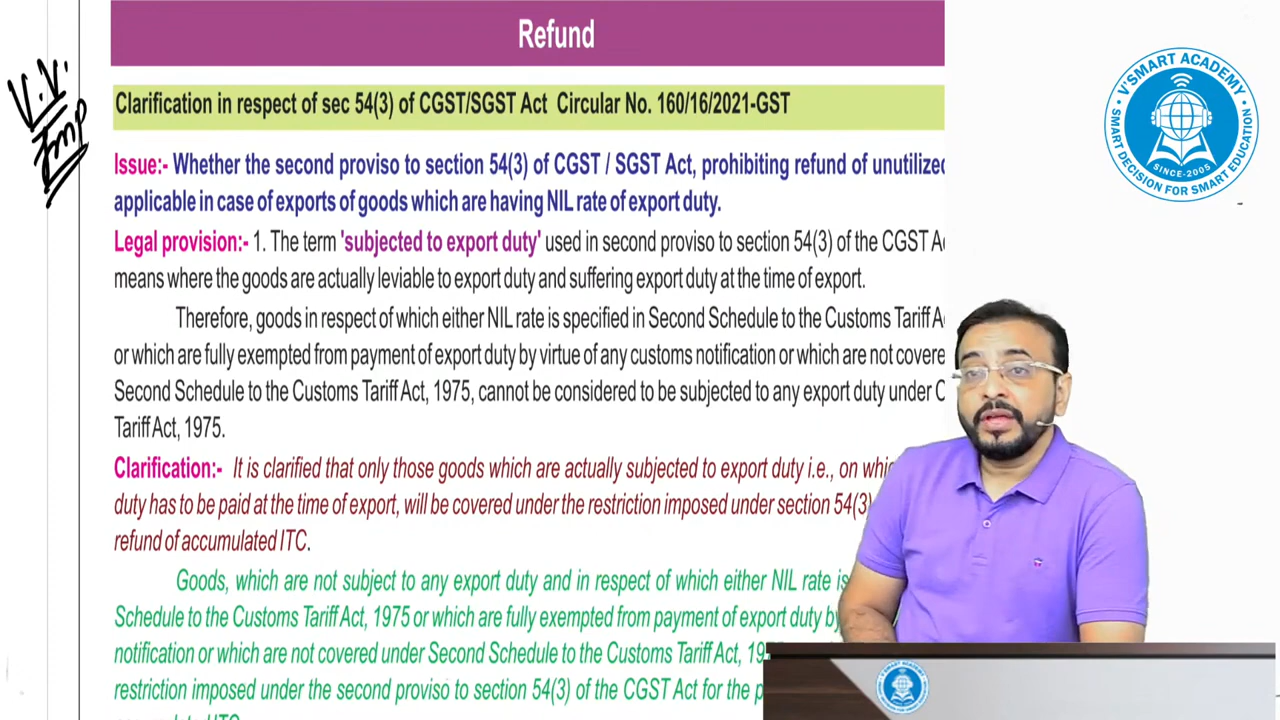 Refund
V.V. Imp
Clarification in respect of sec 54(3) of CGST/SGST Act Circular No. 160/16/2021-GST
Issue:- Whether the second proviso to section 54(3) of CGST / SGST Act, prohibiting refund of unutilized
applicable in case of exports of goods which are having NIL rate of export duty.
Legal provision:- 1. The term 'subjected to export duty' used in second proviso to section 54(3) of the CGST
means where the goods are actually leviable to export duty and suffering export duty at the time of export.
Therefore, goods in respect of which either NIL rate is specified in Second Schedule to the Customs Tariff
or which are fully exempted from payment of export duty by virtue of any customs notification or which are not
Second Schedule to the Customs Tariff Act, 1975, cannot be considered to be subjected to any export duty under
Tariff Act, 1975.
Clarification:- It is clarified that only those goods which are actually subjected to export duty i.e., on
duty has to be paid at the time of export, will be covered under the restriction imposed under section 54(3)
refund of accumulated ITC.
Goods, which are not subject to any export duty and in respect of which either NIL rate is
Schedule to the Customs Tariff Act, 1975 or which are fully exempted from payment of export duty by
notification or which are not covered under Second Schedule to the Customs Tariff Act,
restriction imposed under the second proviso to section 54(3) of the CGST Act for the
V'SMART ACADEMY
SINCE-2005
SMART DECISION FOR SMART EDUCATION
V'SMART ACADEMY